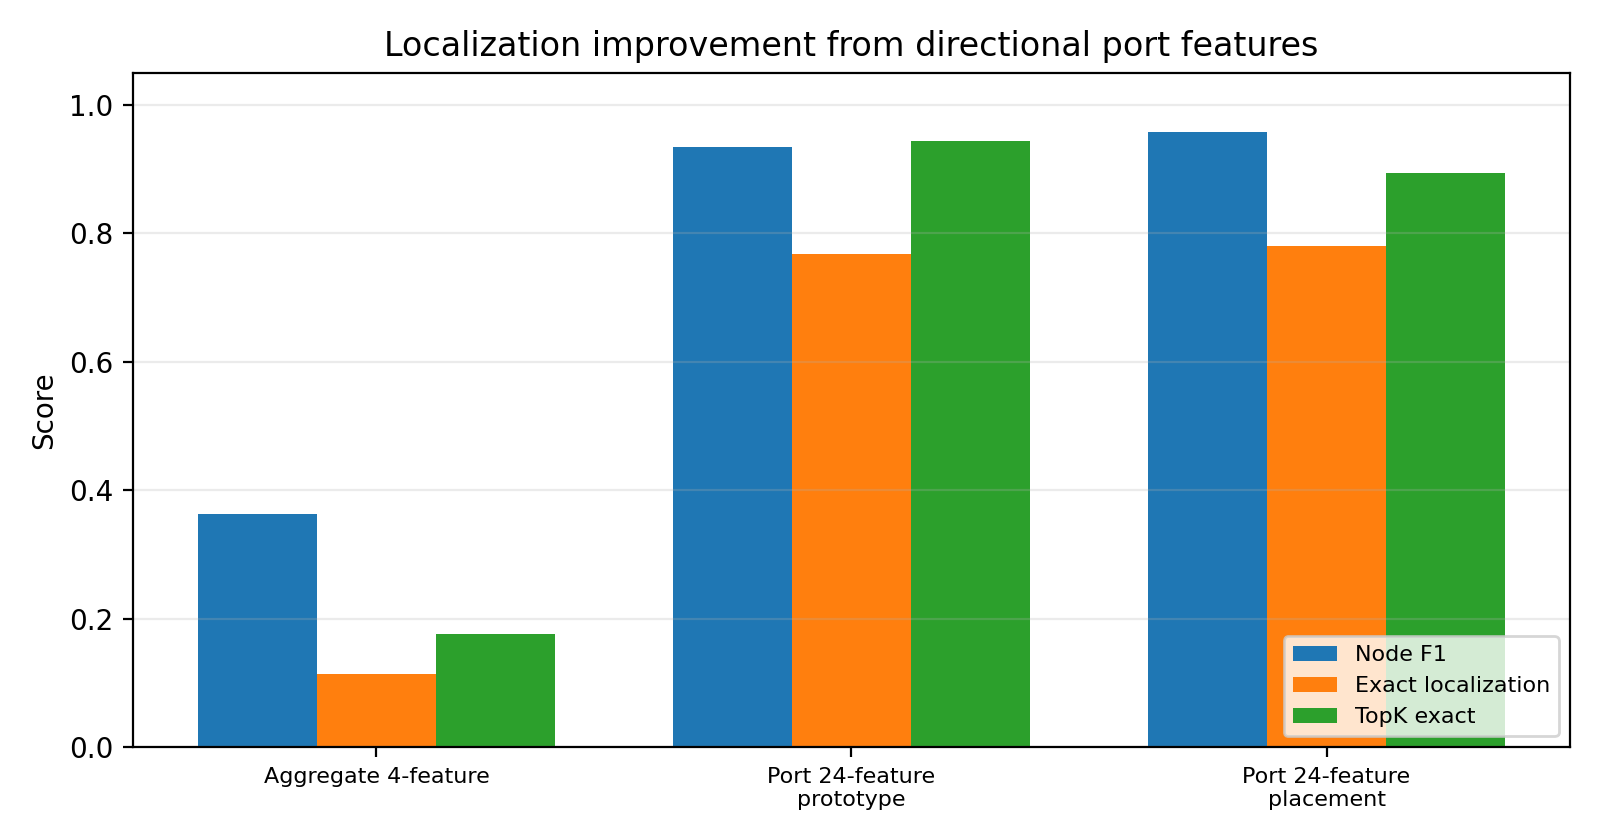 Localization improvement from directional port features
Score
1.0
0.8
0.6
0.4
0.2
0.0
Aggregate 4-feature
Port 24-feature
prototype
Port 24-feature
placement
Node F1
Exact localization
TopK exact